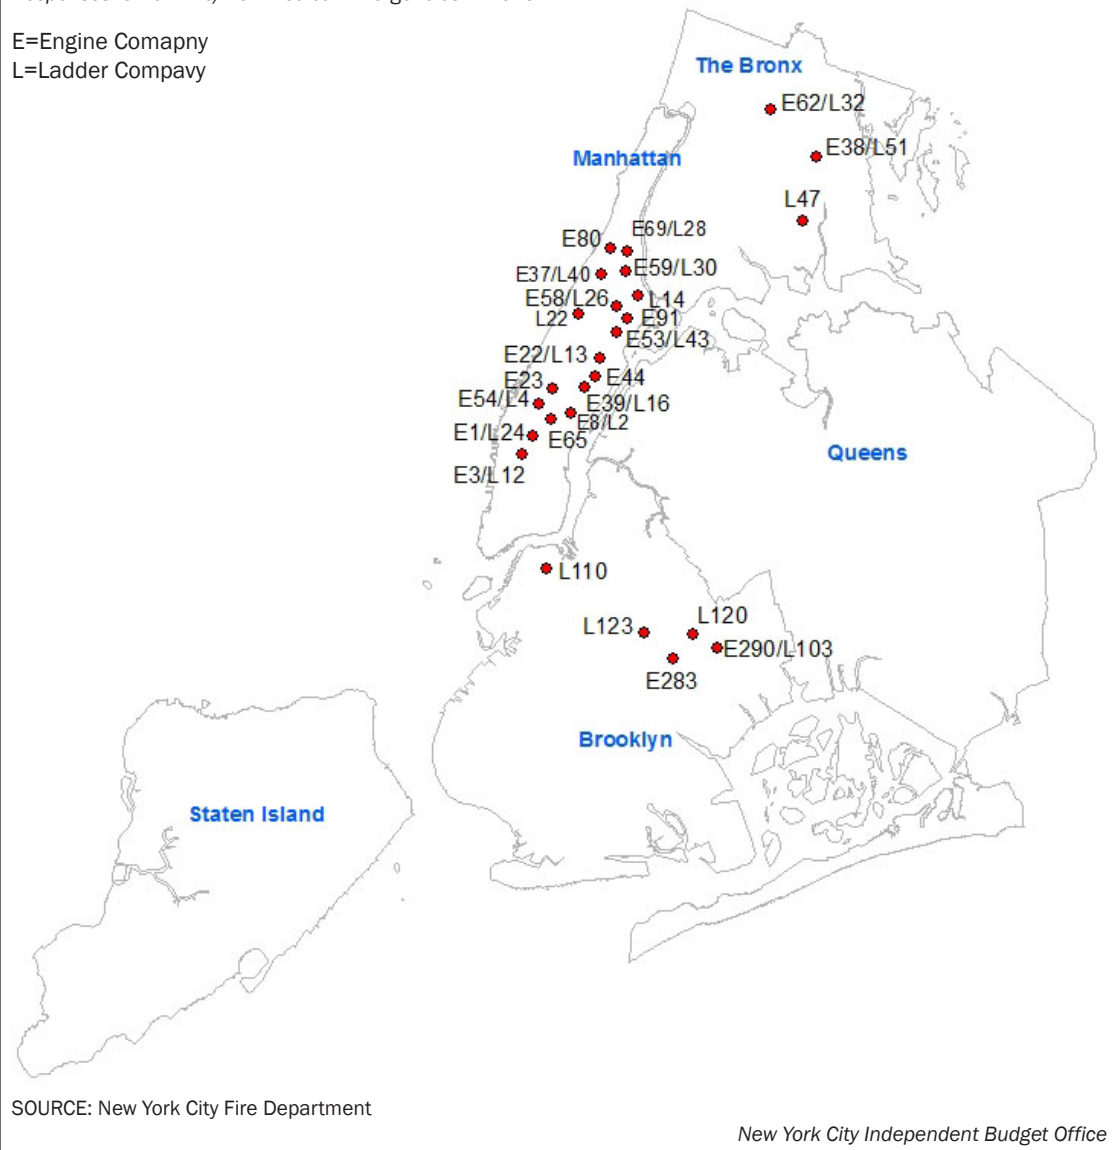 E=Engine Comapny
L=Ladder Compavy
The Bronx
E62/L32
E38/L51
Manhattan
L47
E69/L28
E80
E59/L30
E37/L40
E58/L26
L14
L22
E91
E53/L43
E22/L13
E44
E23
E54/L4
E39/L16
E8/L2
E1/L24
E65
E3/L12
Queens
L110
L120
L123
E290/L103
E283
Brooklyn
Staten Island
SOURCE: New York City Fire Department
New York City Independent Budget Office